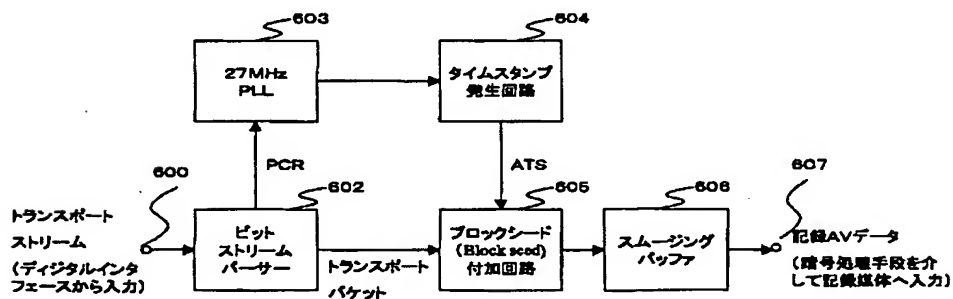 603
604
27MHz
PLL
タイムスタンプ
発生回路
PCR
ATS
600
602
605
606
607
トランスポート
ストリーム
(ディジタルインタ
フェースから入力)
ビット
ストリーム
パーサー
トランスポート
パケット
ブロックシード
(Block seed)
付加回路
スムージング
バッファ
記録AVデータ
(暗号処理手段を介
して記録媒体へ入力)